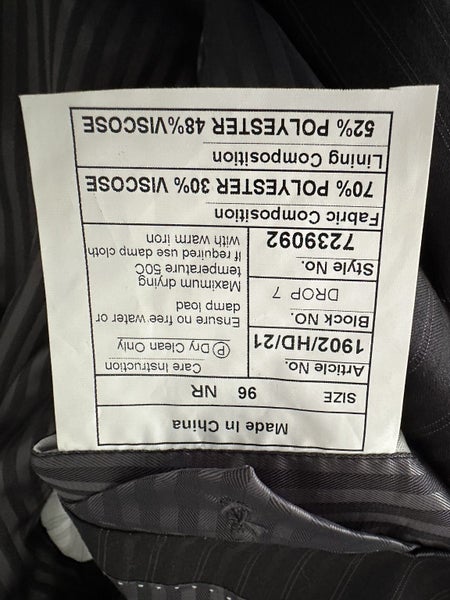 Made In China
SIZE 96 NR
Article No.
1902/HD/21
Block NO.
DROP 7
Style No.
7239092
Care Instruction
Ⓟ Dry Clean Only
Ensure no free water or
damp load
Maximum drying
temperature 50C
If required use damp cloth
with warm iron
Fabric Composition
70% POLYESTER 30% VISCOSE
Lining Composition
52% POLYESTER 48%VISCOSE